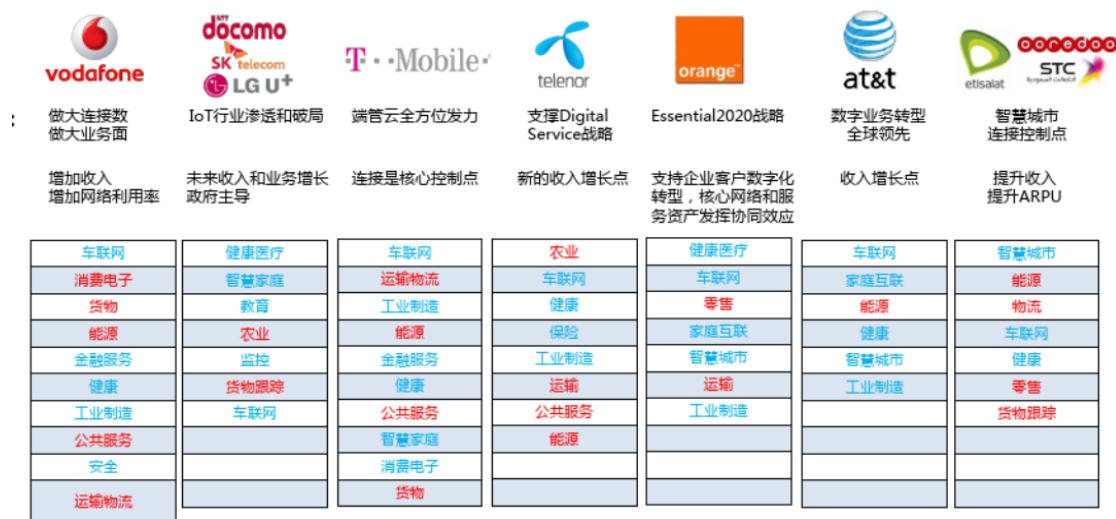 vodafone
NTT
docomo
SK telecom
LG U+
T··Mobile·
telenor
orange™
at&t
etisalat
ooredoo
STC
:
做大连接数
做大业务面
IoT行业渗透和破局
端管云全方位发力
支撑Digital
Service战略
Essential2020战略
数字业务转型
全球领先
智慧城市
连接控制点
增加收入
增加网络利用率
未来收入和业务增长
政府主导
连接是核心控制点
新的收入增长点
支持企业客户数字化
转型，核心网络和服
务资产发挥协同效应
收入增长点
提升收入
提升ARPU
车联网
健康医疗
车联网
农业
健康医疗
车联网
智慧城市
消费电子
智慧家庭
运输物流
车联网
车联网
家庭互联
能源
货物
教育
工业制造
健康
零售
能源
物流
能源
农业
能源
保险
家庭互联
健康
车联网
金融服务
监控
金融服务
工业制造
智慧城市
智慧城市
健康
健康
货物跟踪
健康
运输
运输
工业制造
零售
工业制造
车联网
公共服务
公共服务
工业制造
货物跟踪
公共服务
智慧家庭
能源
安全
消费电子
运输物流
货物